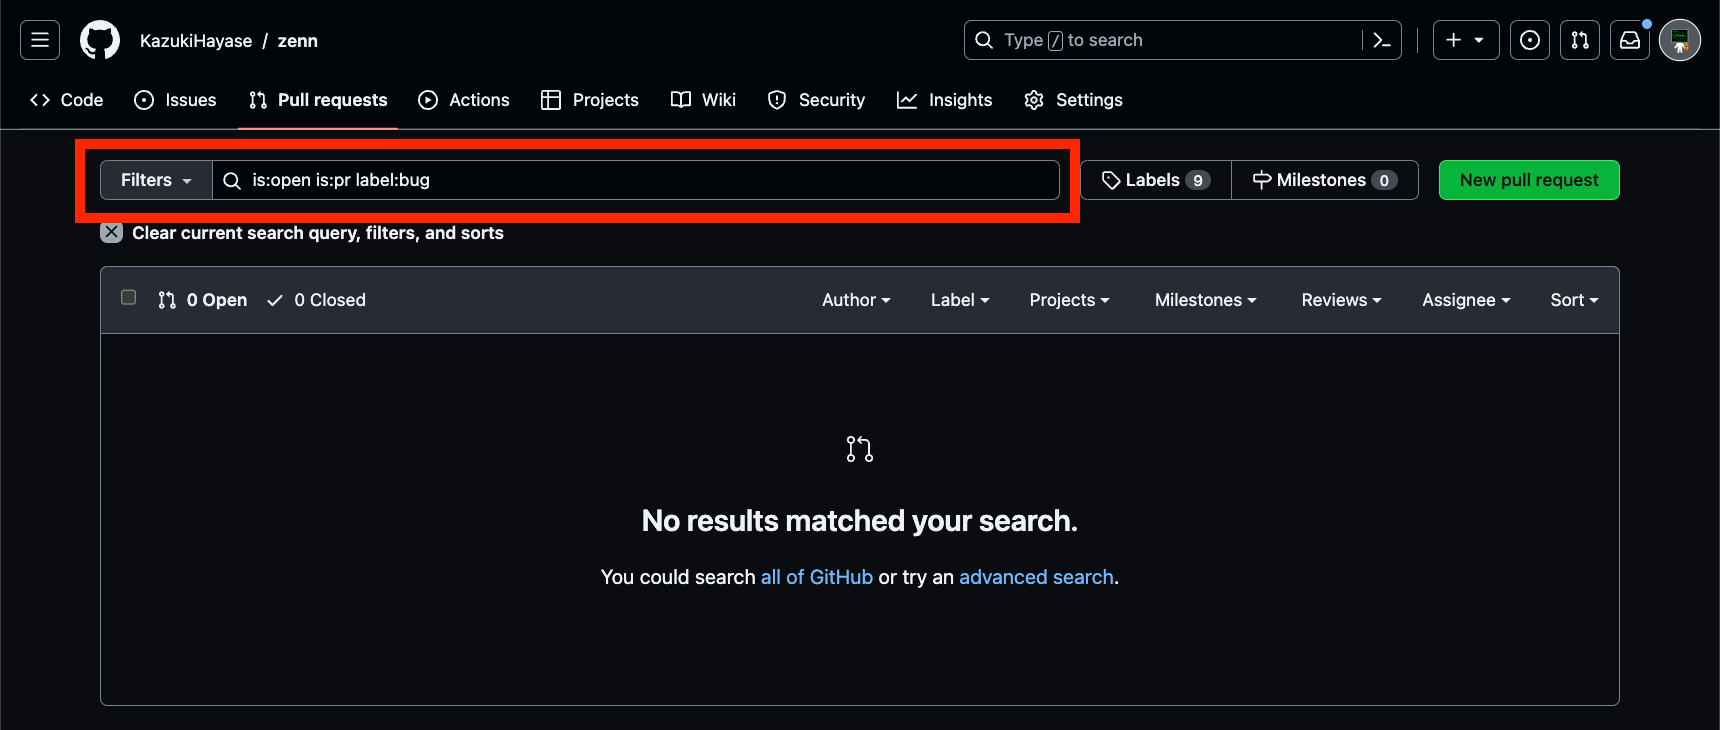 KazukiHayase / zenn
Type / to search
Code Issues Pull requests Actions Projects Wiki Security Insights Settings
Filters is:open is:pr label:bug Labels 9 Milestones 0 New pull request
Clear current search query, filters, and sorts
0 Open 0 Closed Author Label Projects Milestones Reviews Assignee Sort
No results matched your search.
You could search all of GitHub or try an advanced search.